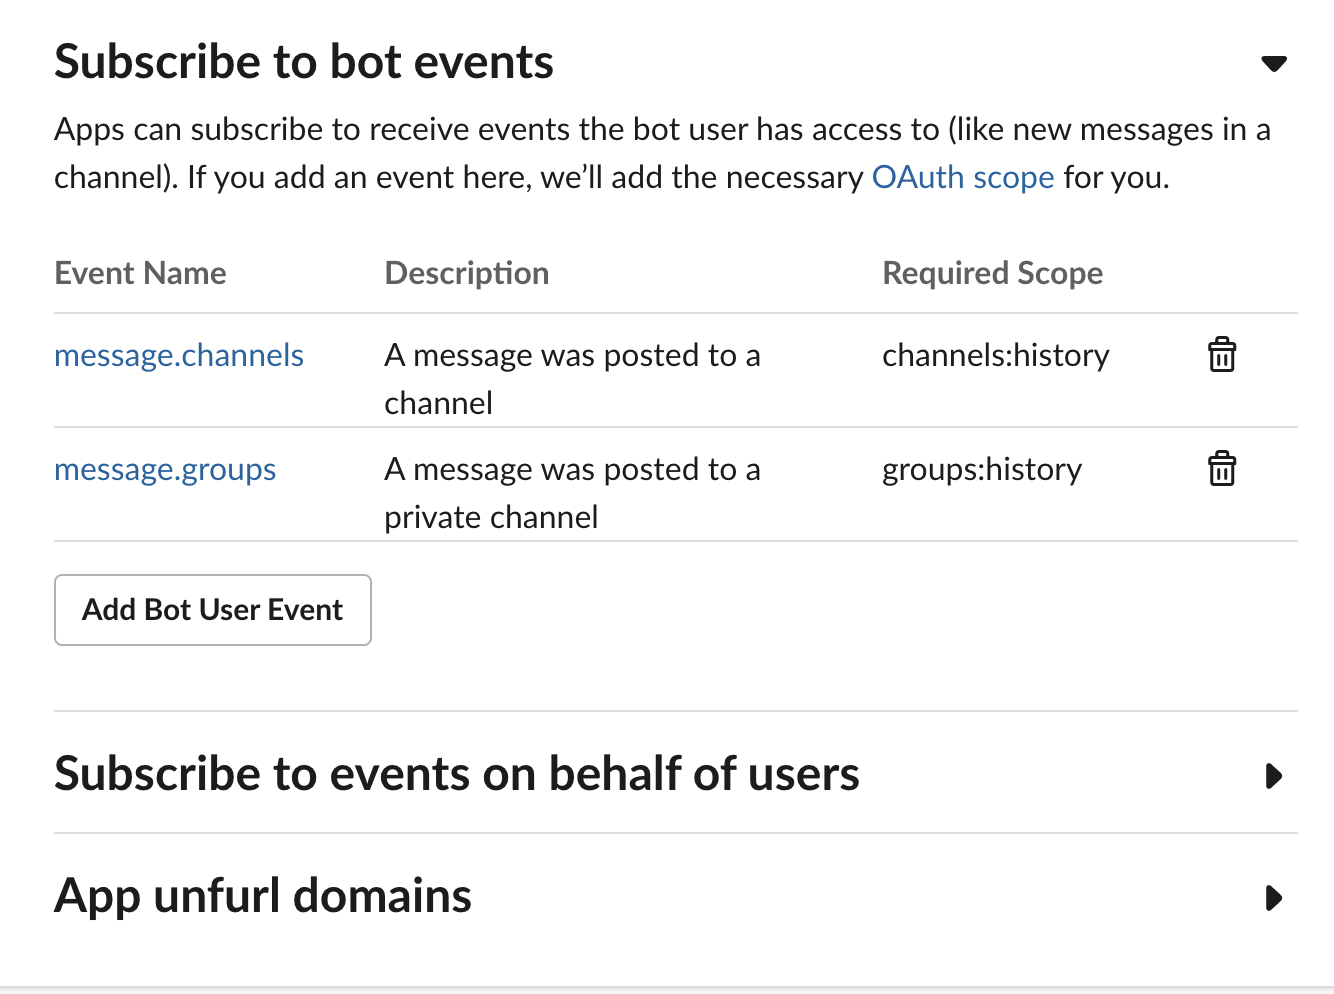 Subscribe to bot events
Apps can subscribe to receive events the bot user has access to (like new messages in a
channel). If you add an event here, we’ll add the necessary OAuth scope for you.
Event Name Description Required Scope
message.channels A message was posted to a channels:history
channel
message.groups A message was posted to a groups:history
private channel
Add Bot User Event
Subscribe to events on behalf of users
App unfurl domains